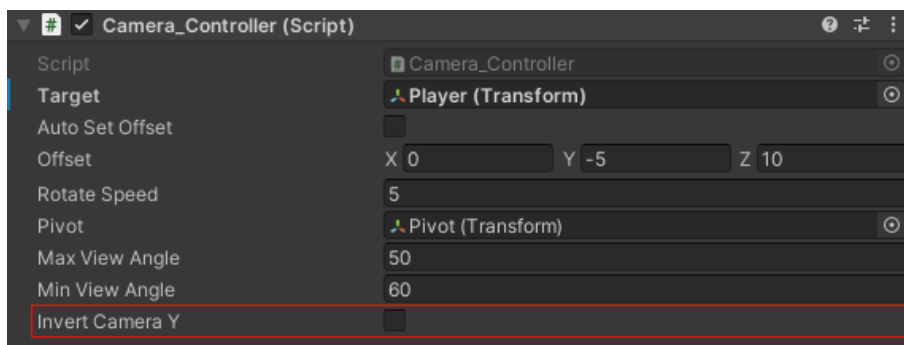 Camera_Controller (Script)
Script Camera_Controller
Target Player (Transform)
Auto Set Offset
Offset X 0 Y -5 Z 10
Rotate Speed 5
Pivot Pivot (Transform)
Max View Angle 50
Min View Angle 60
Invert Camera Y